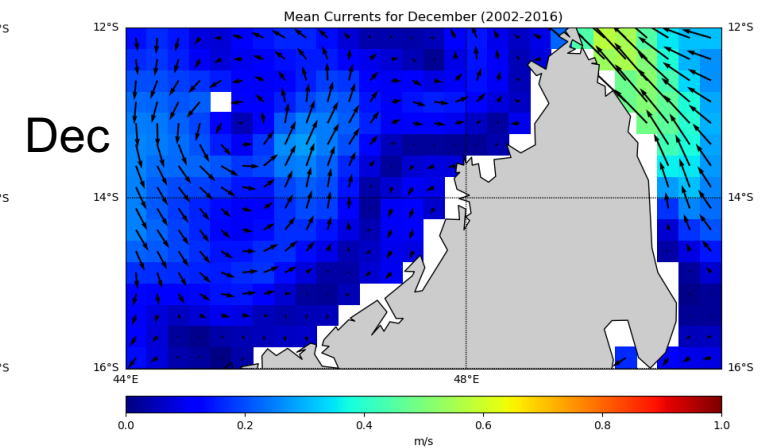 Mean Currents for December (2002-2016)
°S 12°S 12°S
Dec
°S 14°S
°S 16°S 16°S
44°E 48°E
0.0 0.2 0.4 0.6 0.8 1.0
m/s